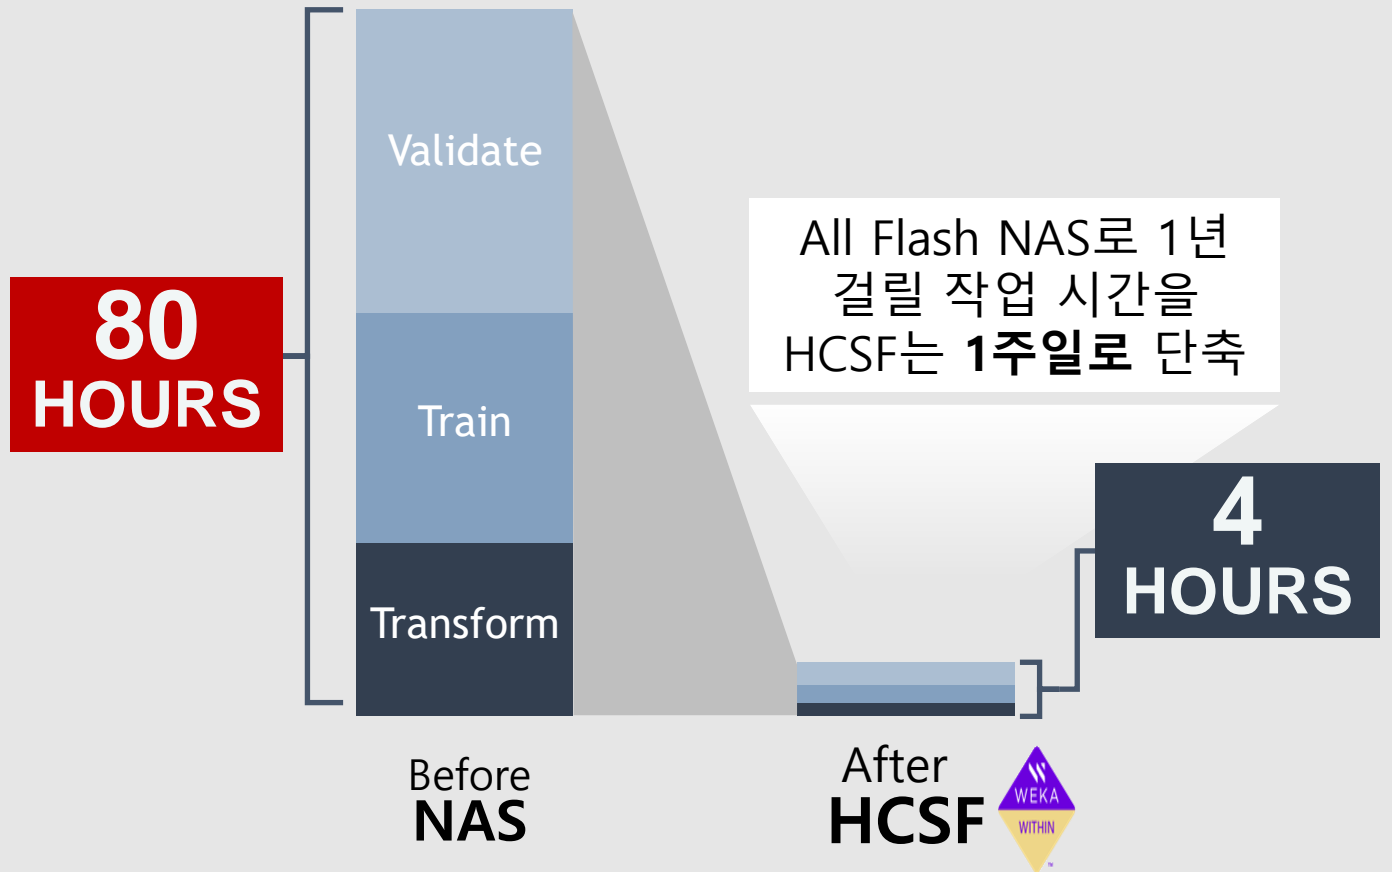 Validate
Train
Transform
80
HOURS
All Flash NAS로 1년
걸릴 작업 시간을
HCSF는 1주일로 단축
4
HOURS
Before
NAS
After
HCSF
W
WEKA
WITHIN
™